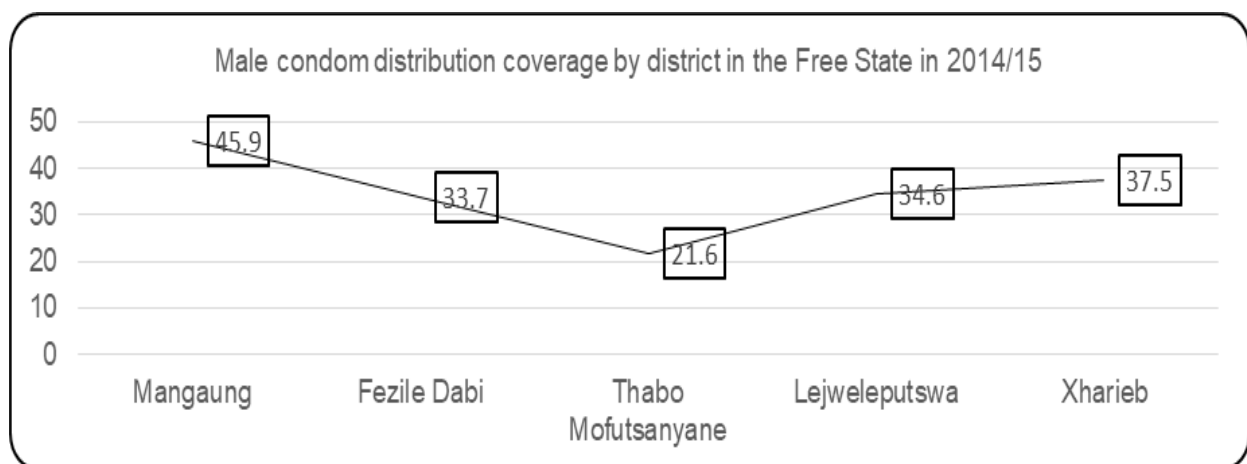 Male condom distribution coverage by district in the Free State in 2014/15
50
40
30
20
10
0
45.9
33.7
21.6
34.6
37.5
Mangaung
Fezile Dabi
Thabo
Mofutsanyane
Lejweleputswa
Xharieb